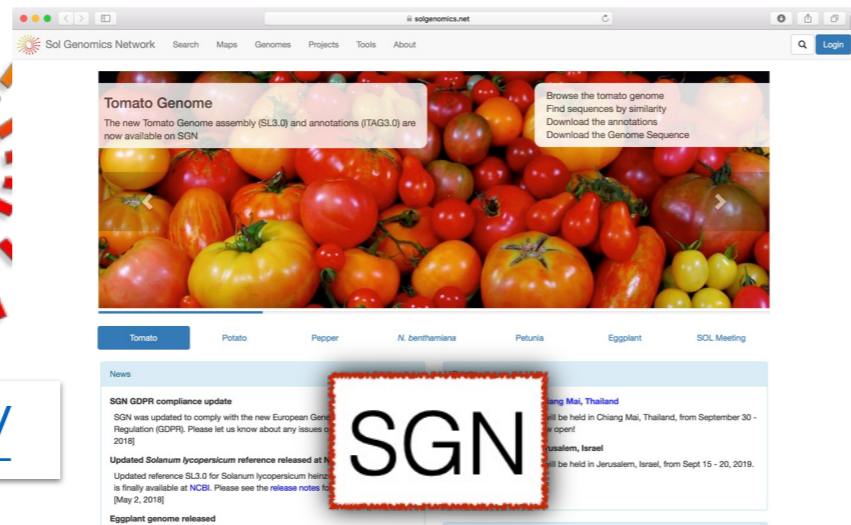 solgenomics.net
Sol Genomics Network Search Maps Genomes Projects Tools About Login
Tomato Genome
The new Tomato Genome assembly (SL3.0) and annotations (ITAG3.0) are
now available on SGN
Browse the tomato genome
Find sequences by similarity
Download the annotations
Download the Genome Sequence
Tomato Potato Pepper N. benthamiana Petunia Eggplant SOL Meeting
News
SGN GDPR compliance update
SGN was updated to comply with the new European
Regulation (GDPR). Please let us know about any issues
2018]
Updated Solanum lycopersicum reference released at
Updated reference SL3.0 for Solanum lycopersicum heinz
is finally available at NCBI. Please see the release notes
[May 2, 2018]
Eggplant genome released
SGN
Mai, Thailand
will be held in Chiang Mai, Thailand, from September 30 -
open!
Israel
will be held in Jerusalem, Israel, from Sept 15 - 20, 2019.